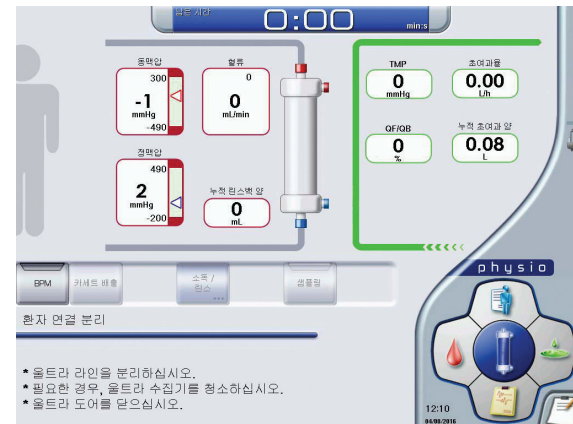 0:00
min:s
동맥압
300
-1
mmHg
-490
혈류
0
0
mL/min
정맥압
490
2
mmHg
-200
누적 린스백 양
0
mL
TMP
0
mmHg
초여과율
0.00
L/h
QF/QB
0
%
누적 초여과 양
0.08
L
physio
BPM
카세트 배출
소독 /
린스
...
샘플링
환자 연결 분리
* 울트라 라인을 분리하십시오.
* 필요한 경우, 울트라 수집기를 청소하십시오.
* 울트라 도어를 닫으십시오.
12:10
04/08/2016